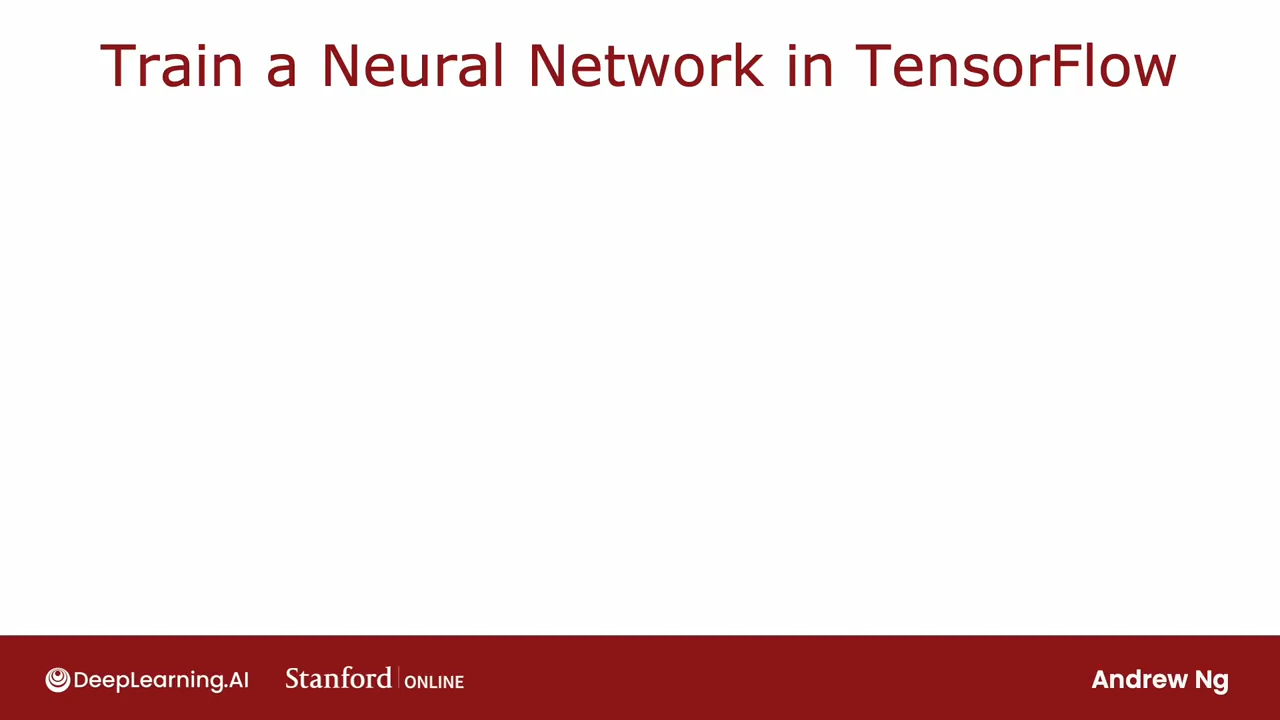 Train a Neural Network in TensorFlow
DeepLearning.AI
Stanford ONLINE
Andrew Ng